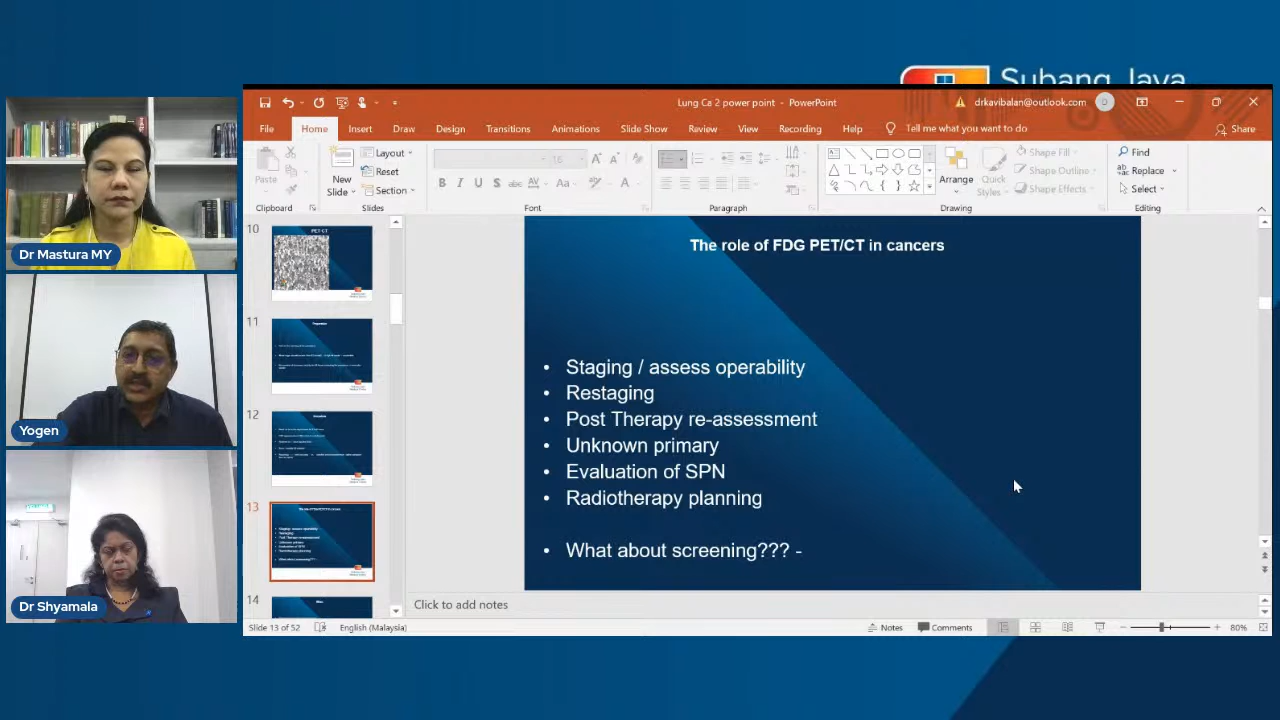 Subang Jaya
Dr Mastura MY
Yogen
Dr Shyamala
Lung Ca 2 power point - PowerPoint
drkavibalan@outlook.com
D
File Home Insert Draw Design Transitions Animations Slide Show Review View Recording Help Tell me what you want to do Share
Paste
New Slide
Layout
Reset
Section
16
B I U S abc AV Aa A
Arrange
Quick Styles
Shape Fill
Shape Outline
Shape Effects
Find
Replace
Select
Clipboard Slides Font Paragraph Drawing Editing
10
PET CT
11
12
13
14
The role of FDG PET/CT in cancers
• Staging / assess operability
• Restaging
• Post Therapy re-assessment
• Unknown primary
• Evaluation of SPN
• Radiotherapy planning
• What about screening??? -
Click to add notes
Slide 13 of 52 English (Malaysia) Notes Comments 80%